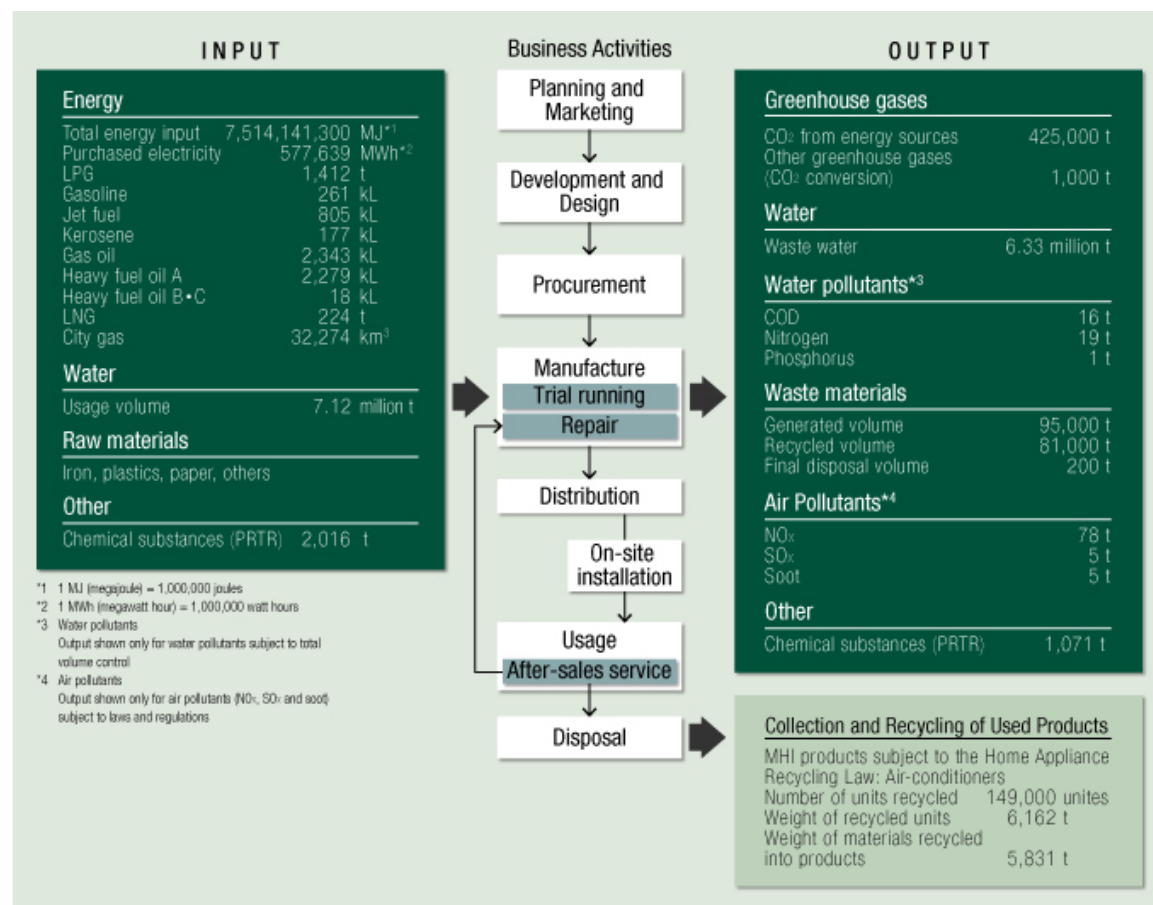 INPUT
Energy
Total energy input 7,514,141,300 MJ*1
Purchased electricity 577,639 MWh*2
LPG 1,412 t
Gasoline 261 kL
Jet fuel 805 kL
Kerosene 177 kL
Gas oil 2,343 kL
Heavy fuel oil A 2,279 kL
Heavy fuel oil B•C 18 kL
LNG 224 t
City gas 32,274 km³
Water
Usage volume 7.12 million t
Raw materials
Iron, plastics, paper, others
Other
Chemical substances (PRTR) 2,016 t
*1 1 MJ (megajoule) = 1,000,000 joules
*2 1 MWh (megawatt hour) = 1,000,000 watt hours
*3 Water pollutants
Output shown only for water pollutants subject to total
volume control
*4 Air pollutants
Output shown only for air pollutants (NOx, SOx and soot)
subject to laws and regulations
Business Activities
Planning and
Marketing
Development and
Design
Procurement
Manufacture
Trial running
Repair
Distribution
On-site
installation
Usage
After-sales service
Disposal
OUTPUT
Greenhouse gases
CO2 from energy sources 425,000 t
Other greenhouse gases
(CO2 conversion) 1,000 t
Water
Waste water 6.33 million t
Water pollutants*3
COD 16 t
Nitrogen 19 t
Phosphorus 1 t
Waste materials
Generated volume 95,000 t
Recycled volume 81,000 t
Final disposal volume 200 t
Air Pollutants*4
NOx 78 t
SOx 5 t
Soot 5 t
Other
Chemical substances (PRTR) 1,071 t
Collection and Recycling of Used Products
MHI products subject to the Home Appliance
Recycling Law: Air-conditioners
Number of units recycled 149,000 unites
Weight of recycled units 6,162 t
Weight of materials recycled
into products 5,831 t